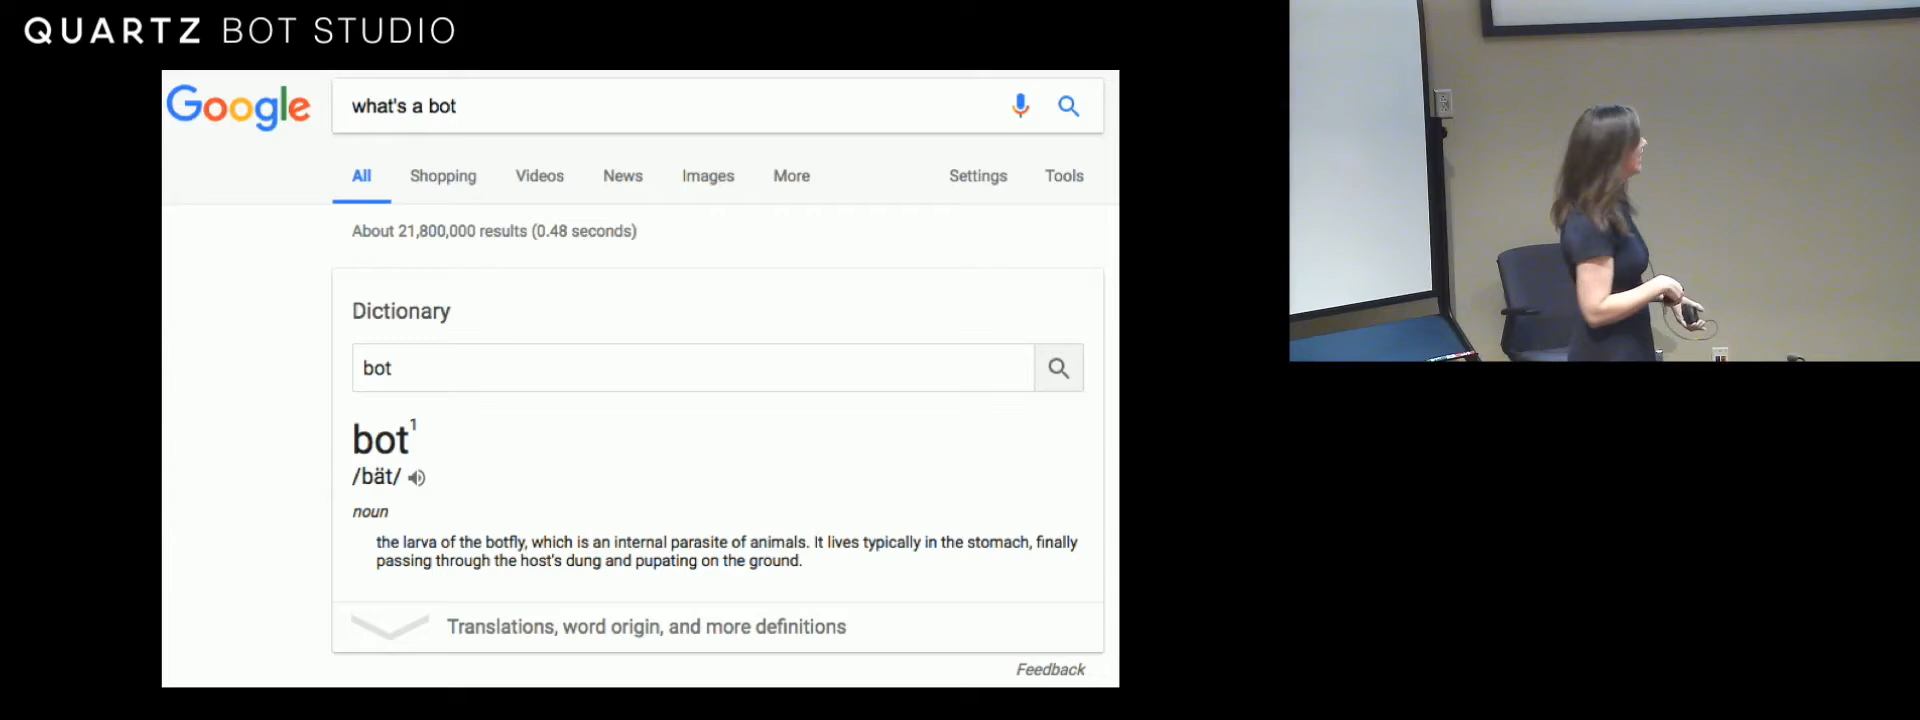 QUARTZ BOT STUDIO
Google
what's a bot
All Shopping Videos News Images More Settings Tools
About 21,800,000 results (0.48 seconds)
Dictionary
bot
bot¹
/bät/
noun
the larva of the botfly, which is an internal parasite of animals. It lives typically in the stomach, finally
passing through the host's dung and pupating on the ground.
Translations, word origin, and more definitions
Feedback